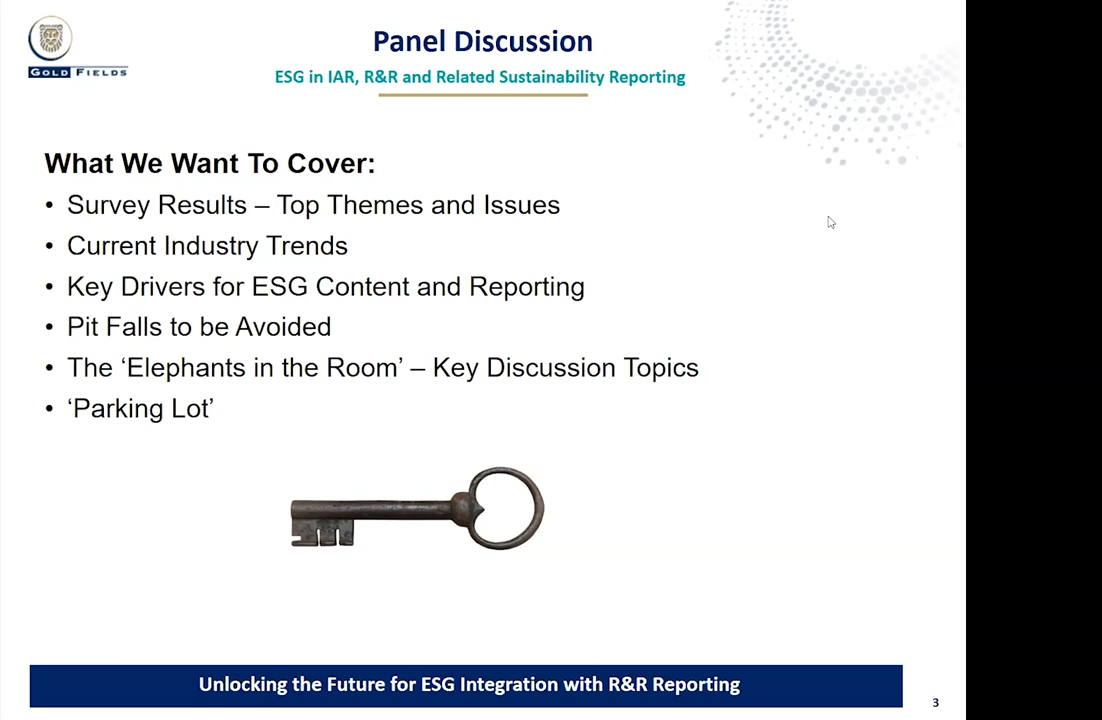 GOLD FIELDS
Panel Discussion
ESG in IAR, R&R and Related Sustainability Reporting
What We Want To Cover:
• Survey Results – Top Themes and Issues
• Current Industry Trends
• Key Drivers for ESG Content and Reporting
• Pit Falls to be Avoided
• The ‘Elephants in the Room’ – Key Discussion Topics
• ‘Parking Lot’
Unlocking the Future for ESG Integration with R&R Reporting
3